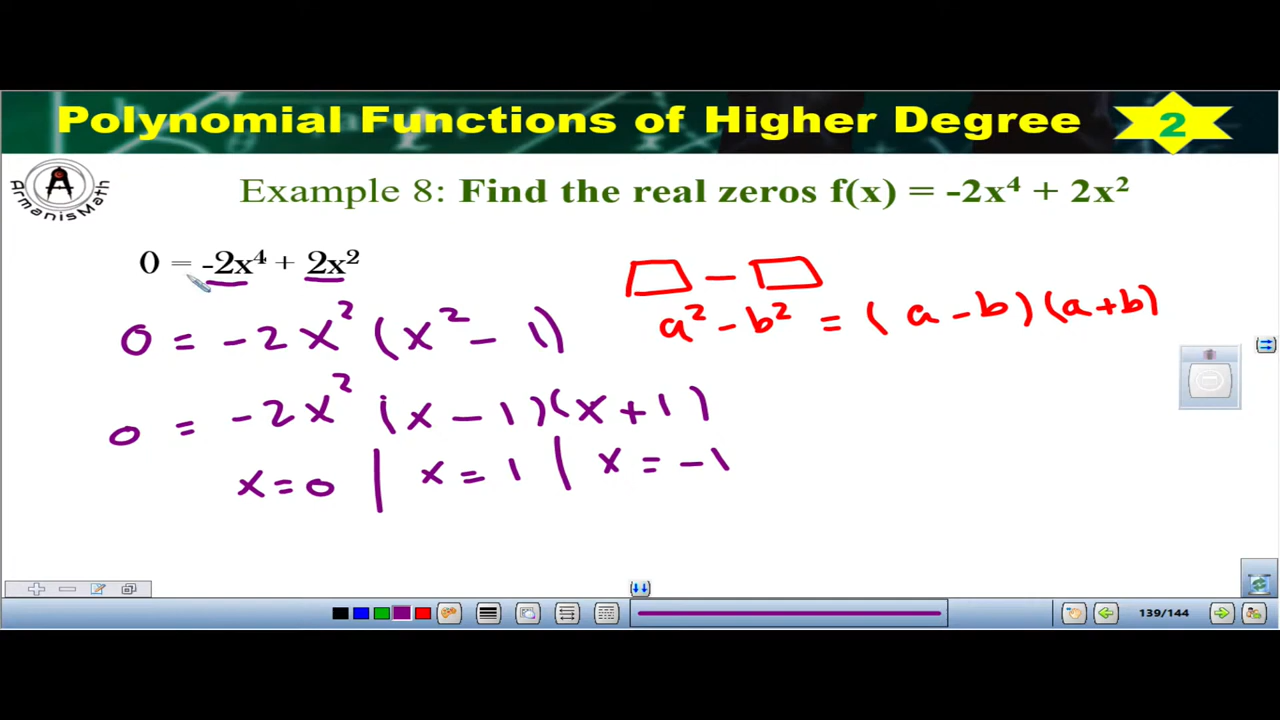 Polynomial Functions of Higher Degree
2
A
ArmanisMath
Example 8: Find the real zeros f(x) = -2x⁴ + 2x²
0 = -2x⁴ + 2x²
▱ − ▱
a² − b² = (a − b)(a + b)
0 = −2x² (x² − 1)
0 = −2x² (x − 1)(x + 1)
x = 0 | x = 1 | x = −1
139/144